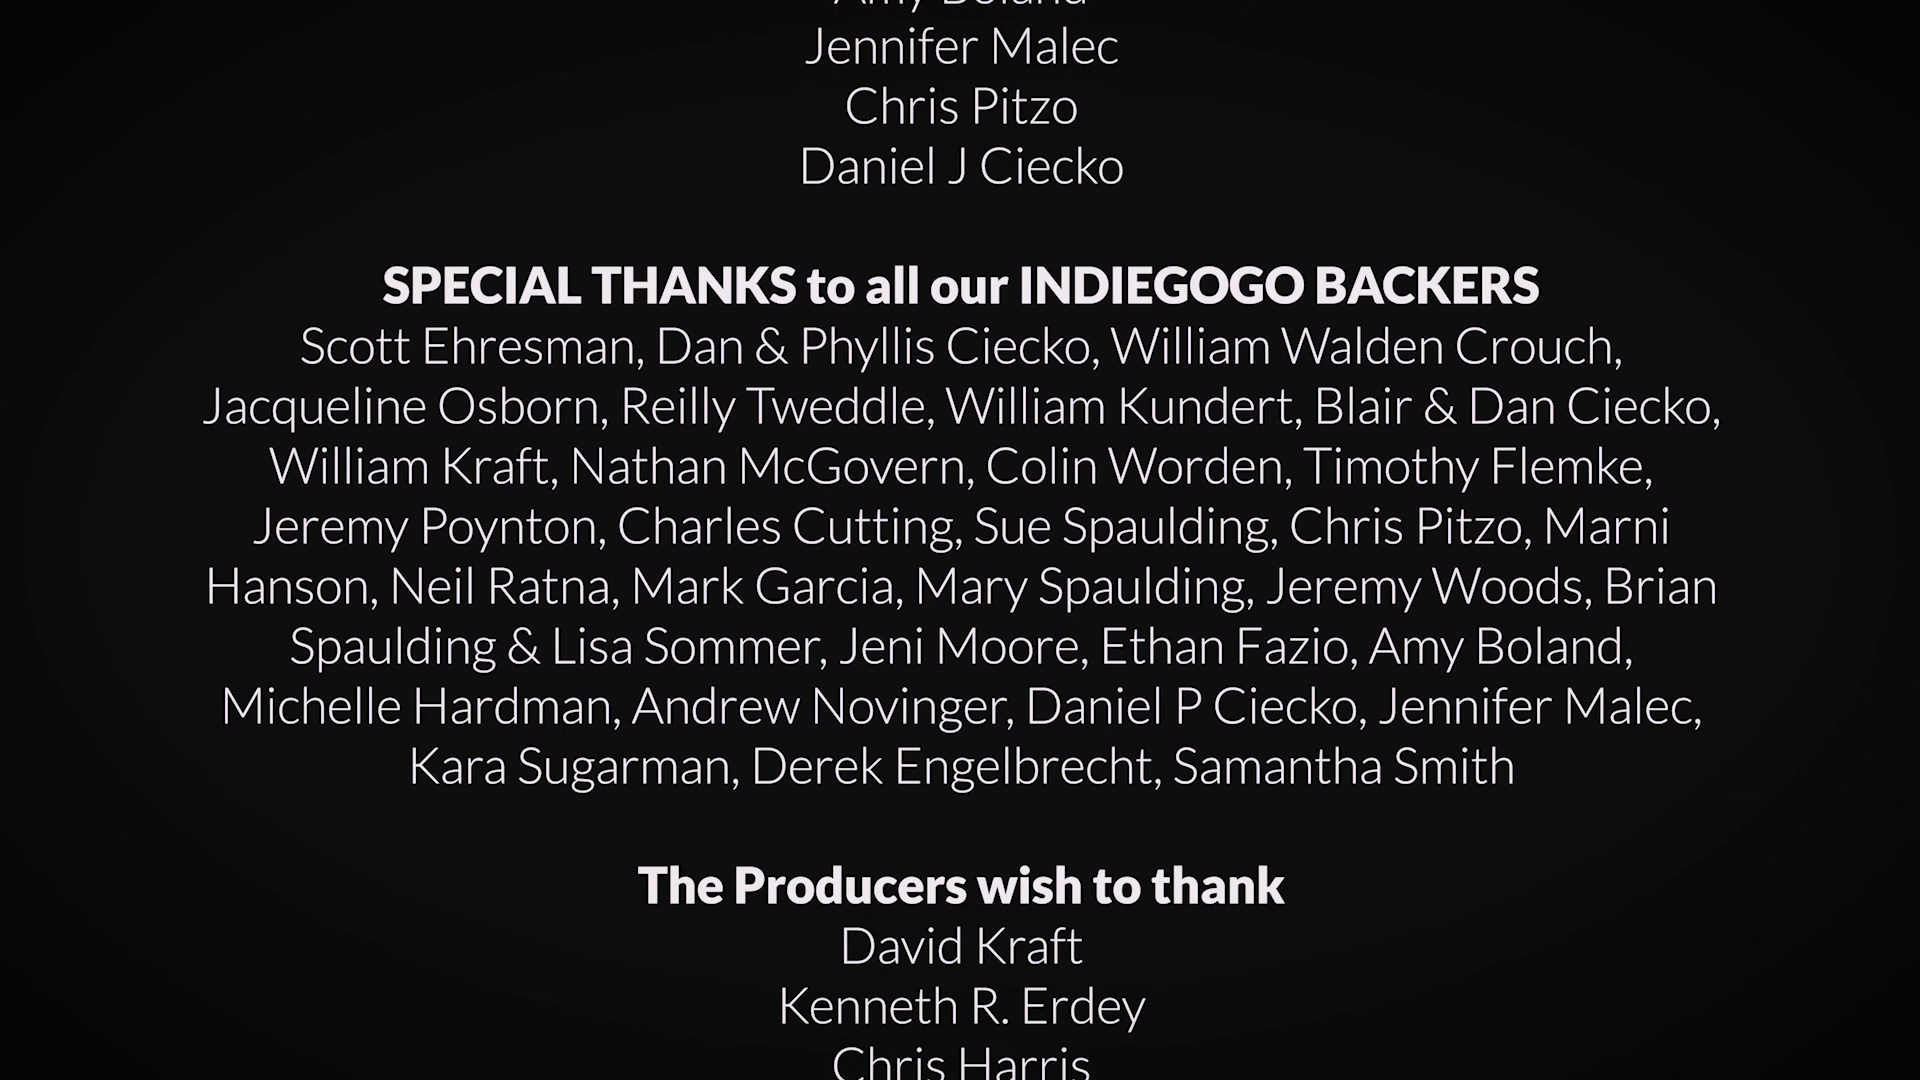 Amy Boland
Jennifer Malec
Chris Pitzo
Daniel J Ciecko
SPECIAL THANKS to all our INDIEGOGO BACKERS
Scott Ehresman, Dan & Phyllis Ciecko, William Walden Crouch,
Jacqueline Osborn, Reilly Tweddle, William Kundert, Blair & Dan Ciecko,
William Kraft, Nathan McGovern, Colin Worden, Timothy Flemke,
Jeremy Poynton, Charles Cutting, Sue Spaulding, Chris Pitzo, Marni
Hanson, Neil Ratna, Mark Garcia, Mary Spaulding, Jeremy Woods, Brian
Spaulding & Lisa Sommer, Jeni Moore, Ethan Fazio, Amy Boland,
Michelle Hardman, Andrew Novinger, Daniel P Ciecko, Jennifer Malec,
Kara Sugarman, Derek Engelbrecht, Samantha Smith
The Producers wish to thank
David Kraft
Kenneth R. Erdey
Chris Harris